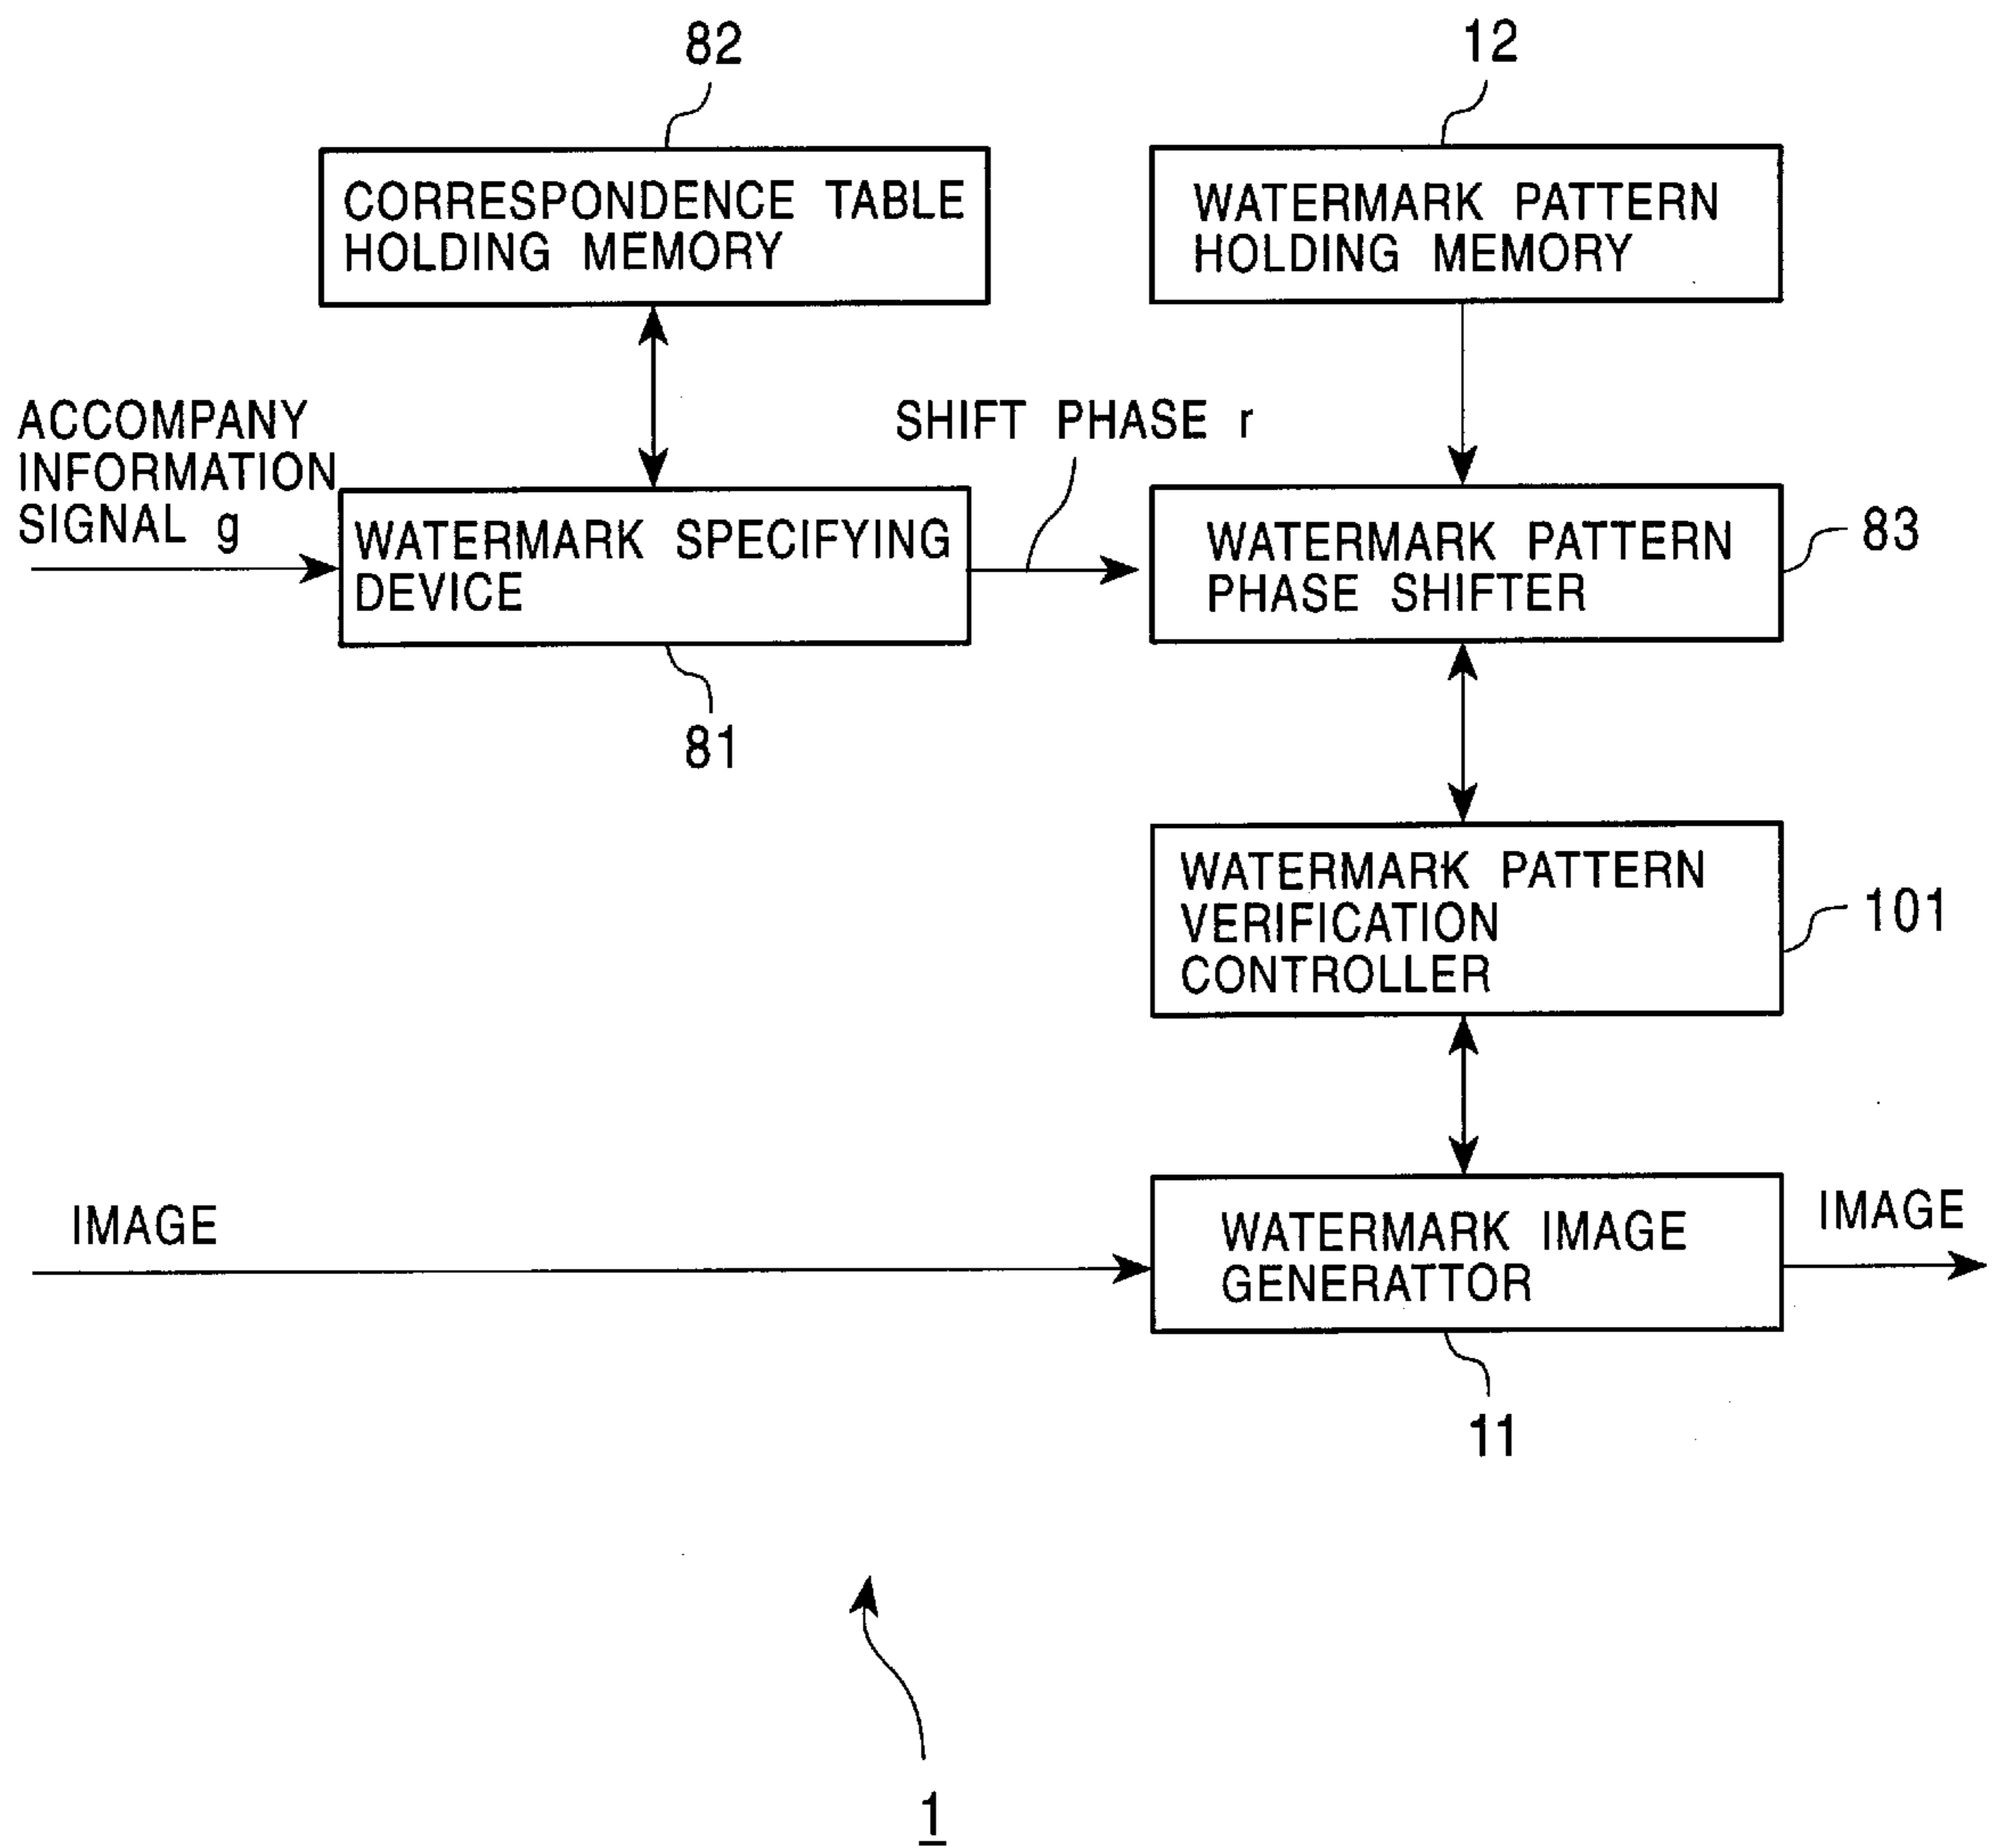 82
12
CORRESPONDENCE TABLE
HOLDING MEMORY
WATERMARK PATTERN
HOLDING MEMORY
ACCOMPANY
INFORMATION
SIGNAL g
SHIFT PHASE r
WATERMARK SPECIFYING
DEVICE
WATERMARK PATTERN
PHASE SHIFTER
83
81
WATERMARK PATTERN
VERIFICATION
CONTROLLER
101
IMAGE
WATERMARK IMAGE
GENERATTOR
IMAGE
11
1